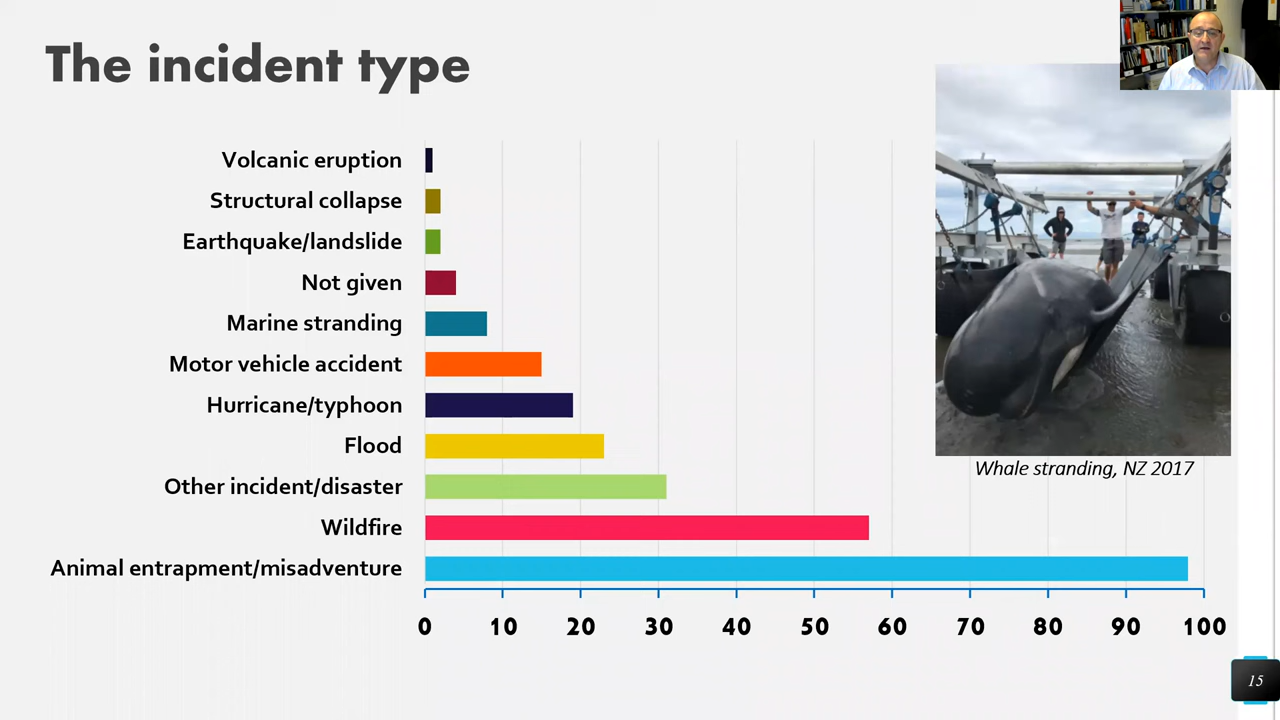 The incident type
Volcanic eruption
Structural collapse
Earthquake/landslide
Not given
Marine stranding
Motor vehicle accident
Hurricane/typhoon
Flood
Other incident/disaster
Wildfire
Animal entrapment/misadventure
0 10 20 30 40 50 60 70 80 90 100
Whale stranding, NZ 2017
15